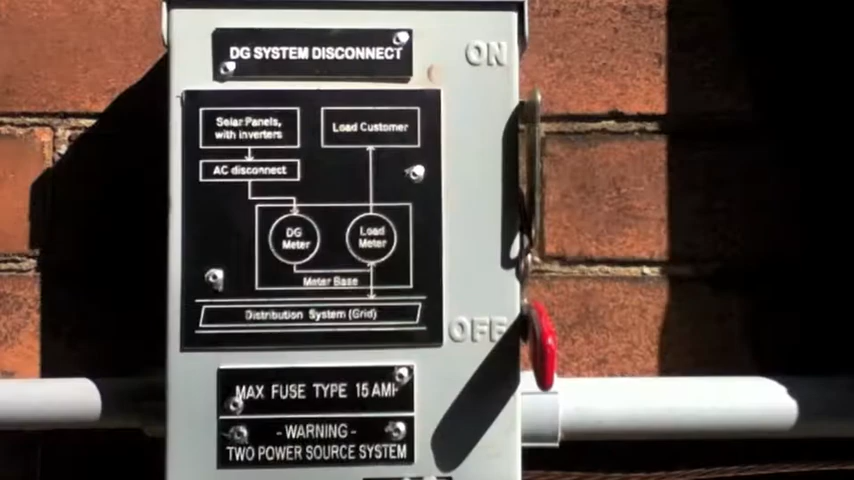 DG SYSTEM DISCONNECT
ON
Solar Panels,
with inverters
Load Customer
AC disconnect
DG
Meter
Load
Meter
Meter Base
Distribution System (Grid)
OFF
MAX FUSE TYPE 15 AMP
- WARNING -
TWO POWER SOURCE SYSTEM